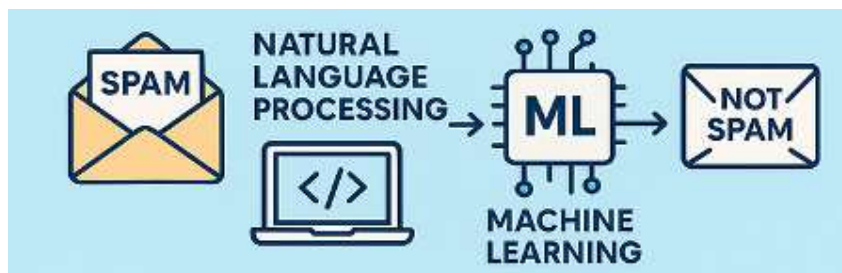 SPAM
NATURAL
LANGUAGE
PROCESSING
</>
ML
MACHINE
LEARNING
NOT
SPAM